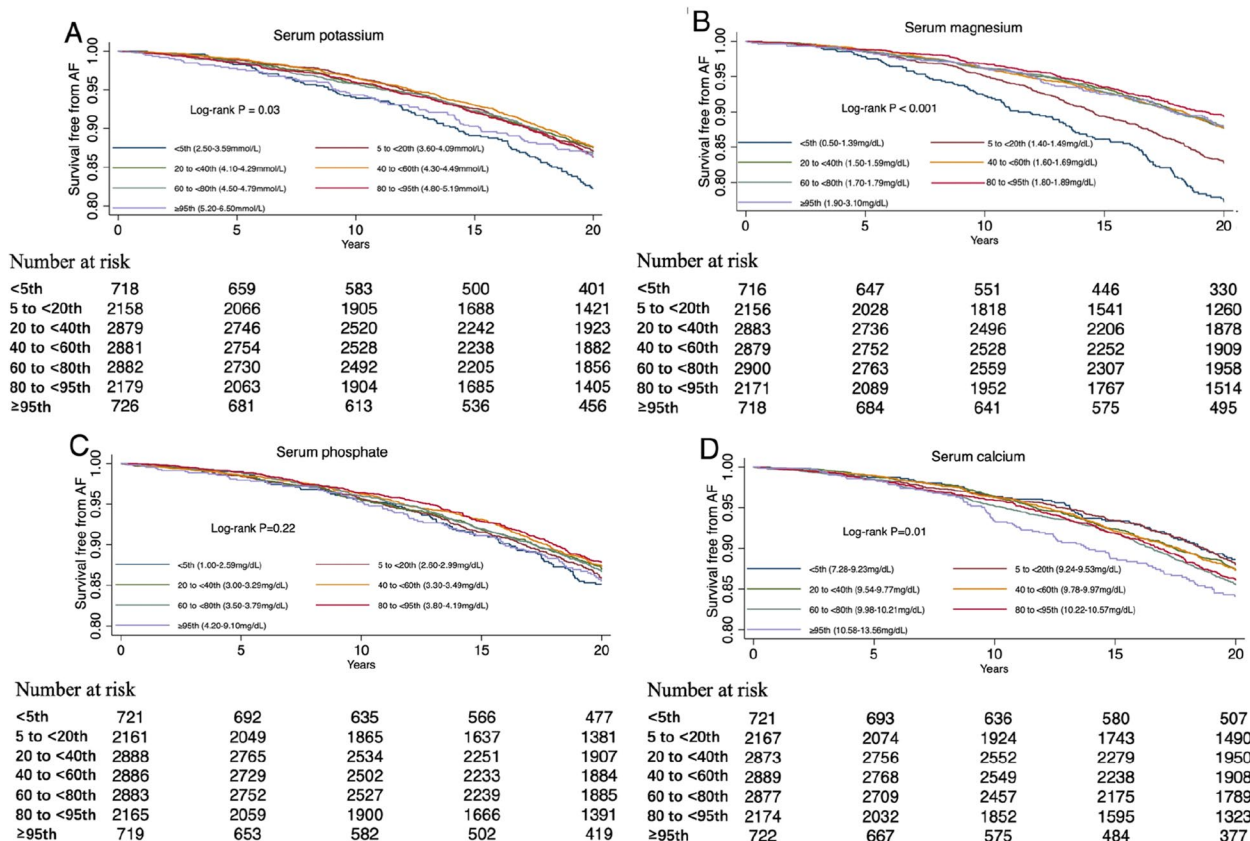 A
Serum potassium
Survival free from AF
1.00
0.95
0.90
0.85
0.80
Log-rank P = 0.03
<5th (2.50-3.59mmol/L)
5 to <20th (3.60-4.09mmol/L)
20 to <40th (4.10-4.29mmol/L)
40 to <60th (4.30-4.49mmol/L)
60 to <80th (4.50-4.79mmol/L)
80 to <95th (4.80-5.19mmol/L)
≥95th (5.20-6.50mmol/L)
0 5 10 15 20
Years
Number at risk
<5th 718 659 583 500 401
5 to <20th 2158 2066 1905 1688 1421
20 to <40th 2879 2746 2520 2242 1923
40 to <60th 2881 2754 2528 2238 1882
60 to <80th 2882 2730 2492 2205 1856
80 to <95th 2179 2063 1904 1685 1405
≥95th 726 681 613 536 456
B
Serum magnesium
Survival free from AF
1.00
0.95
0.90
0.85
0.80
Log-rank P < 0.001
<5th (0.50-1.39mg/dL)
5 to <20th (1.40-1.49mg/dL)
20 to <40th (1.50-1.59mg/dL)
40 to <60th (1.60-1.69mg/dL)
60 to <80th (1.70-1.79mg/dL)
80 to <95th (1.80-1.89mg/dL)
≥95th (1.90-3.10mg/dL)
0 5 10 15 20
Years
Number at risk
<5th 716 647 551 446 330
5 to <20th 2156 2028 1818 1541 1260
20 to <40th 2883 2736 2496 2206 1878
40 to <60th 2879 2752 2528 2252 1909
60 to <80th 2900 2763 2559 2307 1958
80 to <95th 2171 2089 1952 1767 1514
≥95th 718 684 641 575 495
C
Serum phosphate
Survival free from AF
1.00
0.95
0.90
0.85
0.80
Log-rank P=0.22
<5th (1.00-2.59mg/dL)
5 to <20th (2.00-2.99mg/dL)
20 to <40th (3.00-3.29mg/dL)
40 to <60th (3.30-3.49mg/dL)
60 to <80th (3.50-3.79mg/dL)
80 to <95th (3.80-4.19mg/dL)
≥95th (4.20-9.10mg/dL)
0 5 10 15 20
Years
Number at risk
<5th 721 692 635 566 477
5 to <20th 2161 2049 1865 1637 1381
20 to <40th 2888 2765 2534 2251 1907
40 to <60th 2886 2729 2502 2233 1884
60 to <80th 2883 2752 2527 2239 1885
80 to <95th 2165 2059 1900 1666 1391
≥95th 719 653 582 502 419
D
Serum calcium
Survival free from AF
1.00
0.95
0.90
0.85
0.80
Log-rank P=0.01
<5th (7.28-9.23mg/dL)
5 to <20th (9.24-9.53mg/dL)
20 to <40th (9.54-9.77mg/dL)
40 to <60th (9.78-9.97mg/dL)
60 to <80th (9.98-10.21mg/dL)
80 to <95th (10.22-10.57mg/dL)
≥95th (10.58-13.56mg/dL)
0 5 10 15 20
Years
Number at risk
<5th 721 693 636 580 507
5 to <20th 2167 2074 1924 1743 1490
20 to <40th 2873 2756 2552 2279 1950
40 to <60th 2889 2768 2549 2238 1908
60 to <80th 2877 2709 2457 2175 1789
80 to <95th 2174 2032 1852 1595 1323
≥95th 722 667 575 484 377